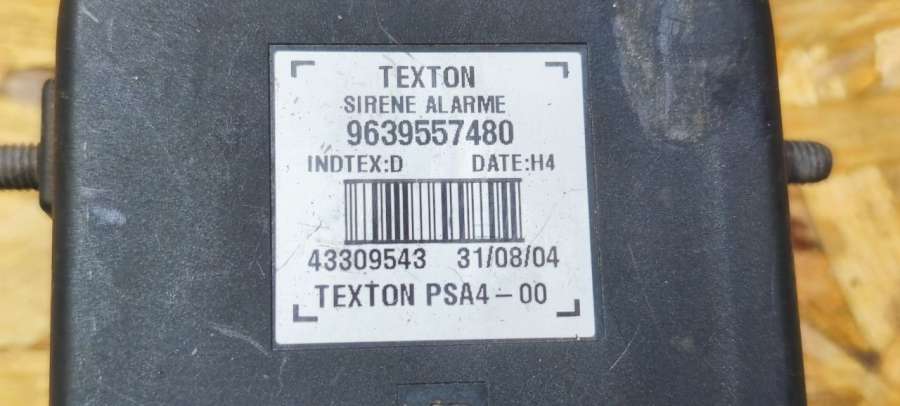 TEXTON
SIRENE ALARME
9639557480
INDTEX:D DATE:H4
43309543 31/08/04
TEXTON PSA4-00